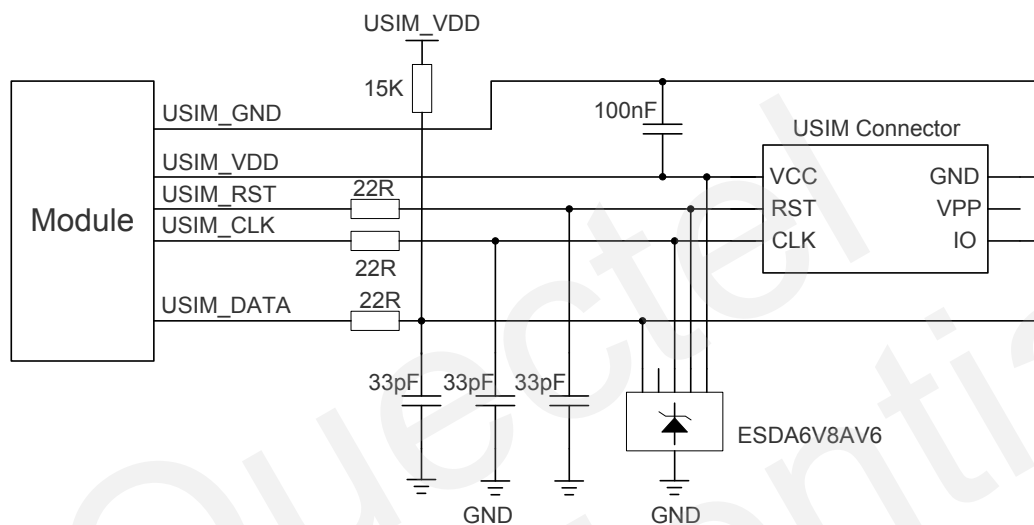 USIM_VDD
15K
USIM_GND
100nF
USIM Connector
USIM_VDD
VCC
GND
USIM_RST
22R
RST
VPP
Module
USIM_CLK
CLK
IO
22R
USIM_DATA
22R
33pF
33pF
33pF
ESDA6V8AV6
GND
GND
Quectel